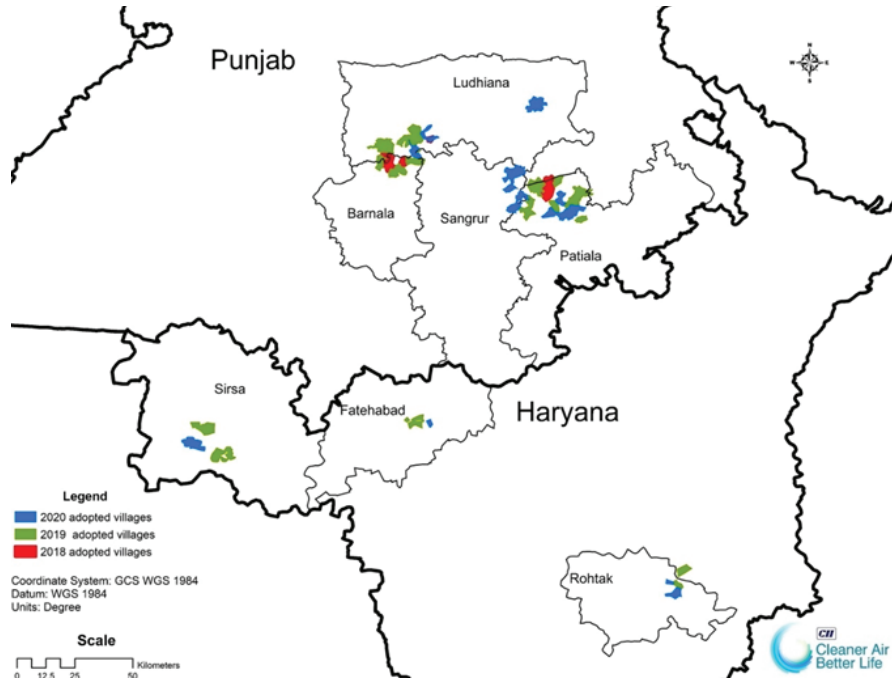 Punjab
Ludhiana
N
W E
S
Barnala
Sangrur
Patiala
Sirsa
Fatehabad
Haryana
Legend
2020 adopted villages
2019 adopted villages
2018 adopted villages
Coordinate System: GCS WGS 1984
Datum: WGS 1984
Units: Degree
Rohtak
Scale
Kilometers
0 12.5 25 50
CII
Cleaner Air
Better Life